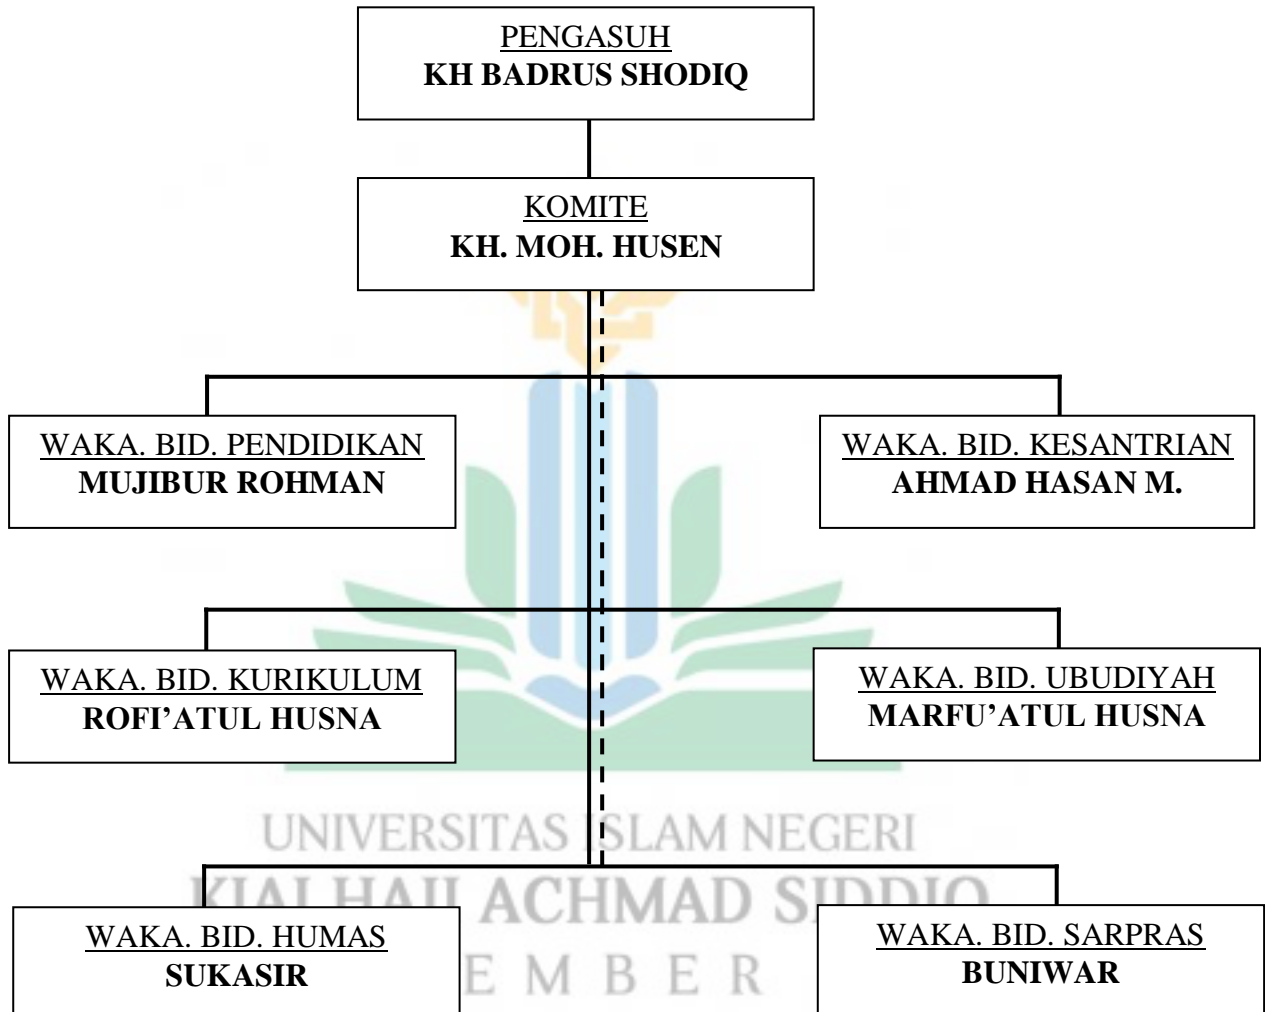 PENGASUH
KH BADRUS SHODIQ
KOMITE
KH. MOH. HUSEN
WAKA. BID. PENDIDIKAN
MUJIBUR ROHMAN
WAKA. BID. KESANTRIAN
AHMAD HASAN M.
WAKA. BID. KURIKULUM
ROFI’ATUL HUSNA
WAKA. BID. UBUDIYAH
MARFU’ATUL HUSNA
UNIVERSITAS ISLAM NEGERI
KIAI HAJI ACHMAD SIDDIQ
WAKA. BID. HUMAS
SUKASIR
WAKA. BID. SARPRAS
BUNIWAR
EMBER